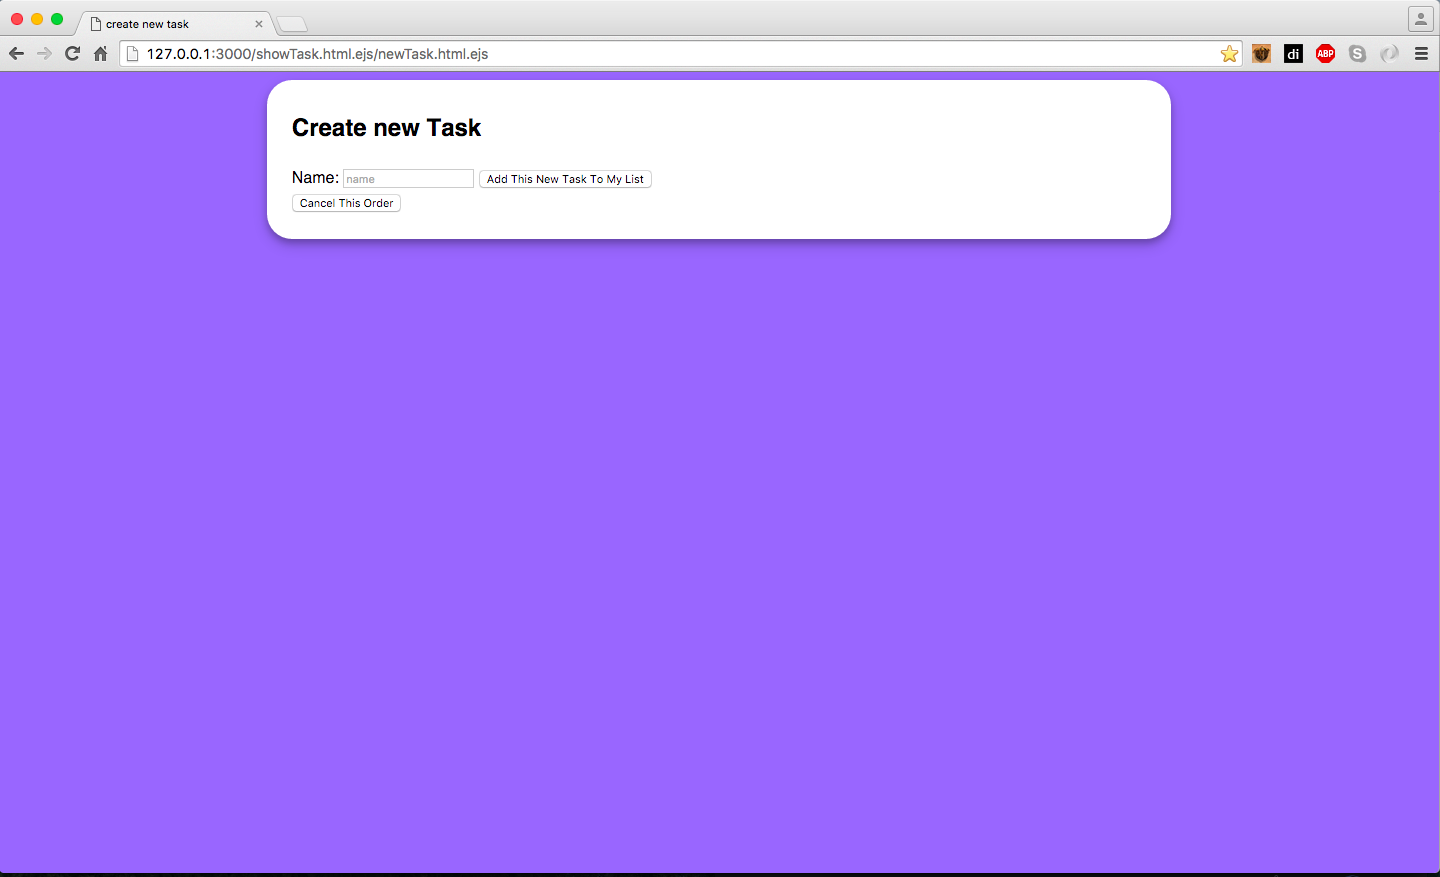 create new task
127.0.0.1:3000/showTask.html.ejs/newTask.html.ejs
di
ABP
S
Create new Task
Name: name Add This New Task To My List
Cancel This Order